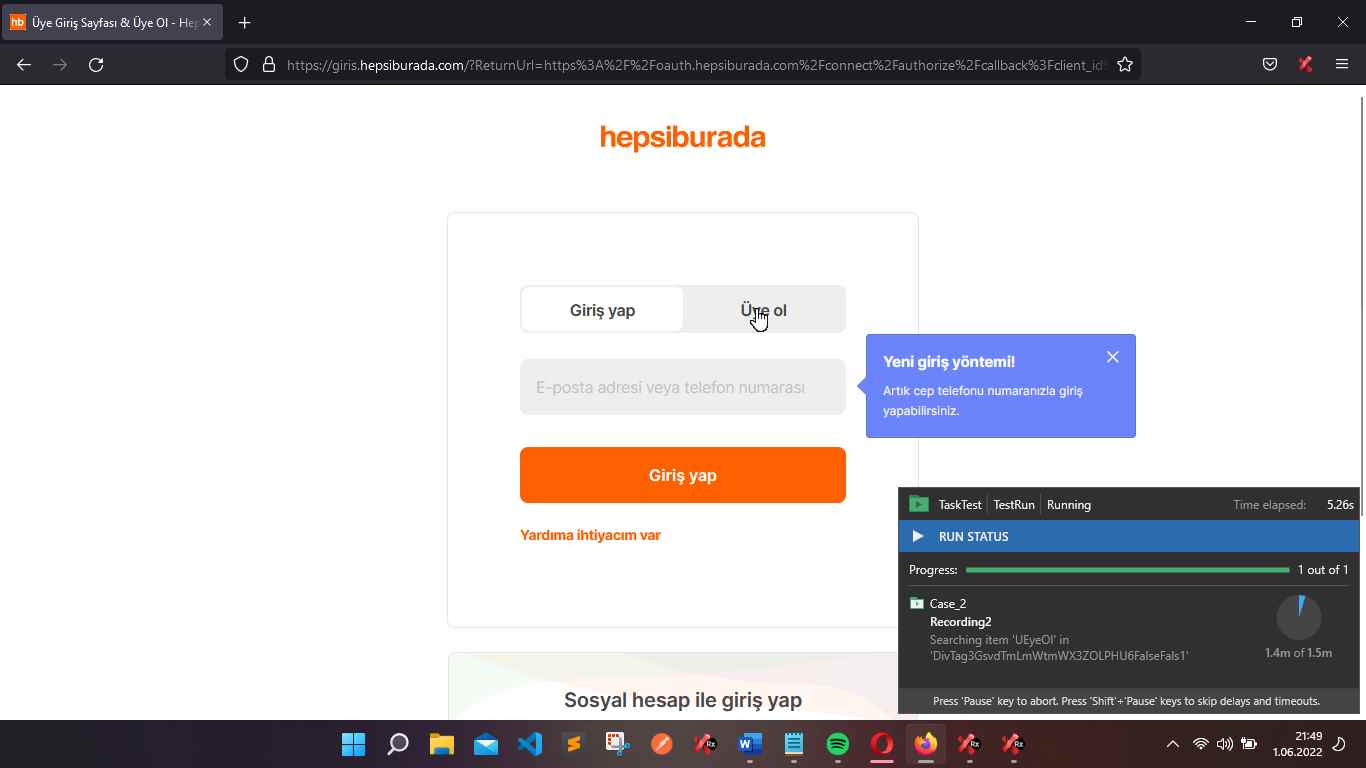 hb Üye Giriş Sayfası & Üye Ol - Hep
https://giris.hepsiburada.com/?ReturnUrl=https%3A%2F%2Foauth.hepsiburada.com%2Fconnect%2Fauthorize%2Fcallback%3Fclient_id
hepsiburada
Giriş yap
Üye ol
E-posta adresi veya telefon numarası
Yeni giriş yöntemi!
Artık cep telefonu numaranızla giriş
yapabilirsiniz.
Giriş yap
Yardıma ihtiyacım var
Sosyal hesap ile giriş yap
TaskTest TestRun Running Time elapsed: 5.26s
RUN STATUS
Progress: 1 out of 1
Case_2
Recording2
Searching item 'UEyeOl' in
'DivTag3GsvdTmLmWtmWX3ZOLPHU6FalseFals1'
1.4m of 1.5m
Press 'Pause' key to abort. Press 'Shift'+'Pause' keys to skip delays and timeouts.
Rx
W
Rx
Rx
21:49
1.06.2022